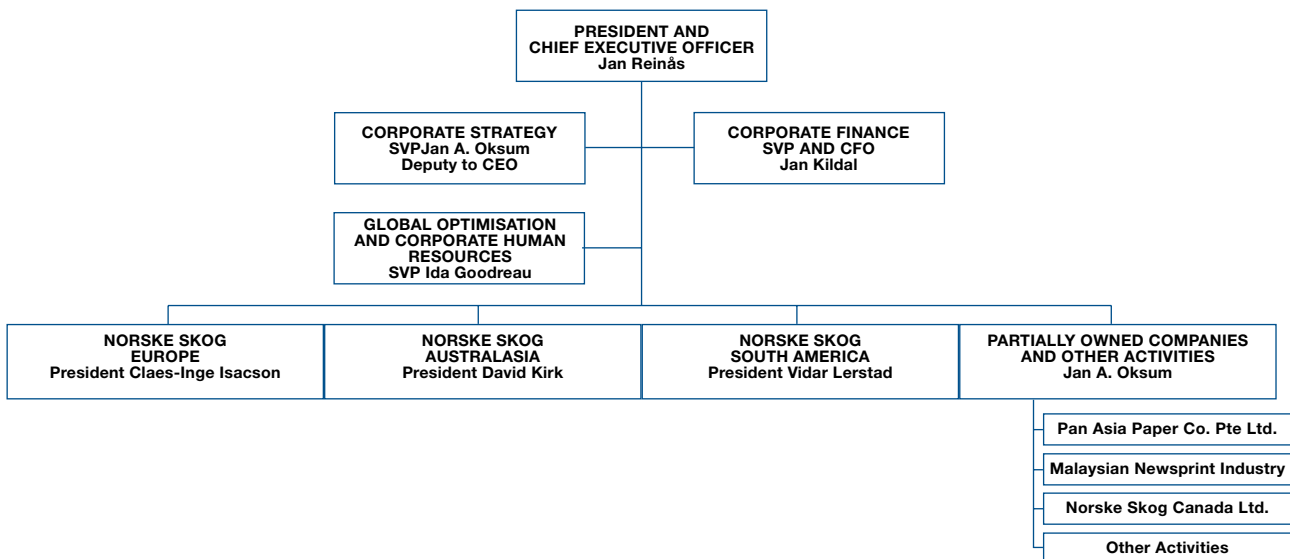 PRESIDENT AND
CHIEF EXECUTIVE OFFICER
Jan Reinås
CORPORATE STRATEGY
SVPJan A. Oksum
Deputy to CEO
CORPORATE FINANCE
SVP AND CFO
Jan Kildal
GLOBAL OPTIMISATION
AND CORPORATE HUMAN
RESOURCES
SVP Ida Goodreau
NORSKE SKOG
EUROPE
President Claes-Inge Isacson
NORSKE SKOG
AUSTRALASIA
President David Kirk
NORSKE SKOG
SOUTH AMERICA
President Vidar Lerstad
PARTIALLY OWNED COMPANIES
AND OTHER ACTIVITIES
Jan A. Oksum
Pan Asia Paper Co. Pte Ltd.
Malaysian Newsprint Industry
Norske Skog Canada Ltd.
Other Activities